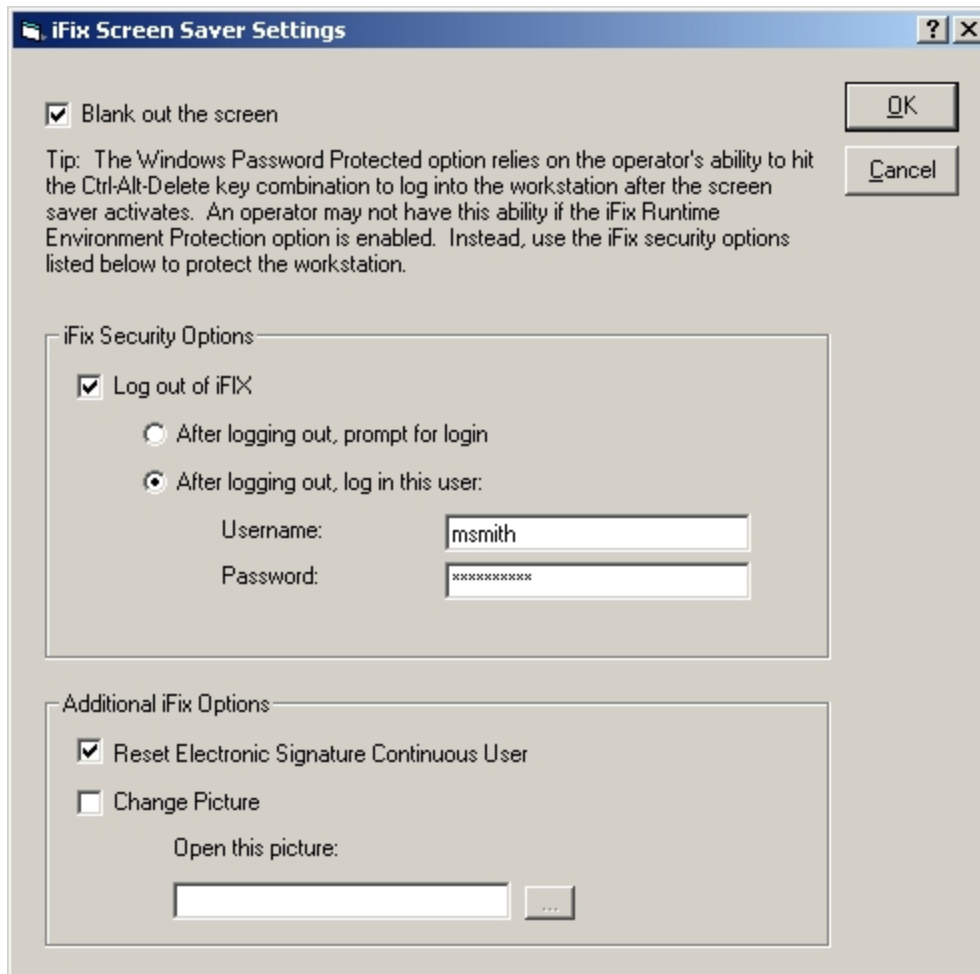 iFix Screen Saver Settings
Blank out the screen
OK
Tip: The Windows Password Protected option relies on the operator's ability to hit
the Ctrl-Alt-Delete key combination to log into the workstation after the screen
saver activates. An operator may not have this ability if the iFix Runtime
Environment Protection option is enabled. Instead, use the iFix security options
listed below to protect the workstation.
Cancel
iFix Security Options
Log out of iFIX
After logging out, prompt for login
After logging out, log in this user:
Username: msmith
Password: **********
Additional iFix Options
Reset Electronic Signature Continuous User
Change Picture
Open this picture:
...